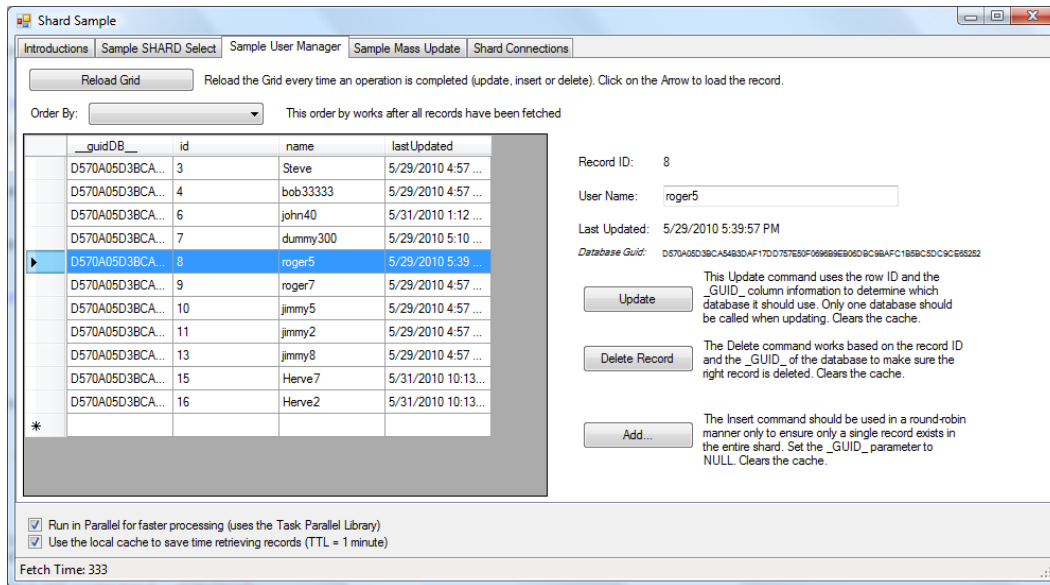 Shard Sample
Introductions Sample SHARD Select Sample User Manager Sample Mass Update Shard Connections
Reload Grid Reload the Grid every time an operation is completed (update, insert or delete). Click on the Arrow to load the record.
Order By: This order by works after all records have been fetched
__guidDB__ id name lastUpdated
D570A05D3BCA... 3 Steve 5/29/2010 4:57 ...
D570A05D3BCA... 4 bob33333 5/29/2010 4:57 ...
D570A05D3BCA... 6 john40 5/31/2010 1:12 ...
D570A05D3BCA... 7 dummy300 5/29/2010 5:10 ...
D570A05D3BCA... 8 roger5 5/29/2010 5:39 ...
D570A05D3BCA... 9 roger7 5/29/2010 4:57 ...
D570A05D3BCA... 10 jimmy5 5/29/2010 4:57 ...
D570A05D3BCA... 11 jimmy2 5/29/2010 4:57 ...
D570A05D3BCA... 13 jimmy8 5/29/2010 4:57 ...
D570A05D3BCA... 15 Herve7 5/31/2010 10:13...
D570A05D3BCA... 16 Herve2 5/31/2010 10:13...
Record ID: 8
User Name: roger5
Last Updated: 5/29/2010 5:39:57 PM
Database Guid:
Update
This Update command uses the row ID and the
_GUID_ column information to determine which
database it should use. Only one database should
be called when updating. Clears the cache.
Delete Record
The Delete command works based on the record ID
and the _GUID_ of the database to make sure the
right record is deleted. Clears the cache.
Add...
The Insert command should be used in a round-robin
manner only to ensure only a single record exists in
the entire shard. Set the _GUID_ parameter to
NULL. Clears the cache.
Run in Parallel for faster processing (uses the Task Parallel Library)
Use the local cache to save time retrieving records (TTL = 1 minute)
Fetch Time: 333